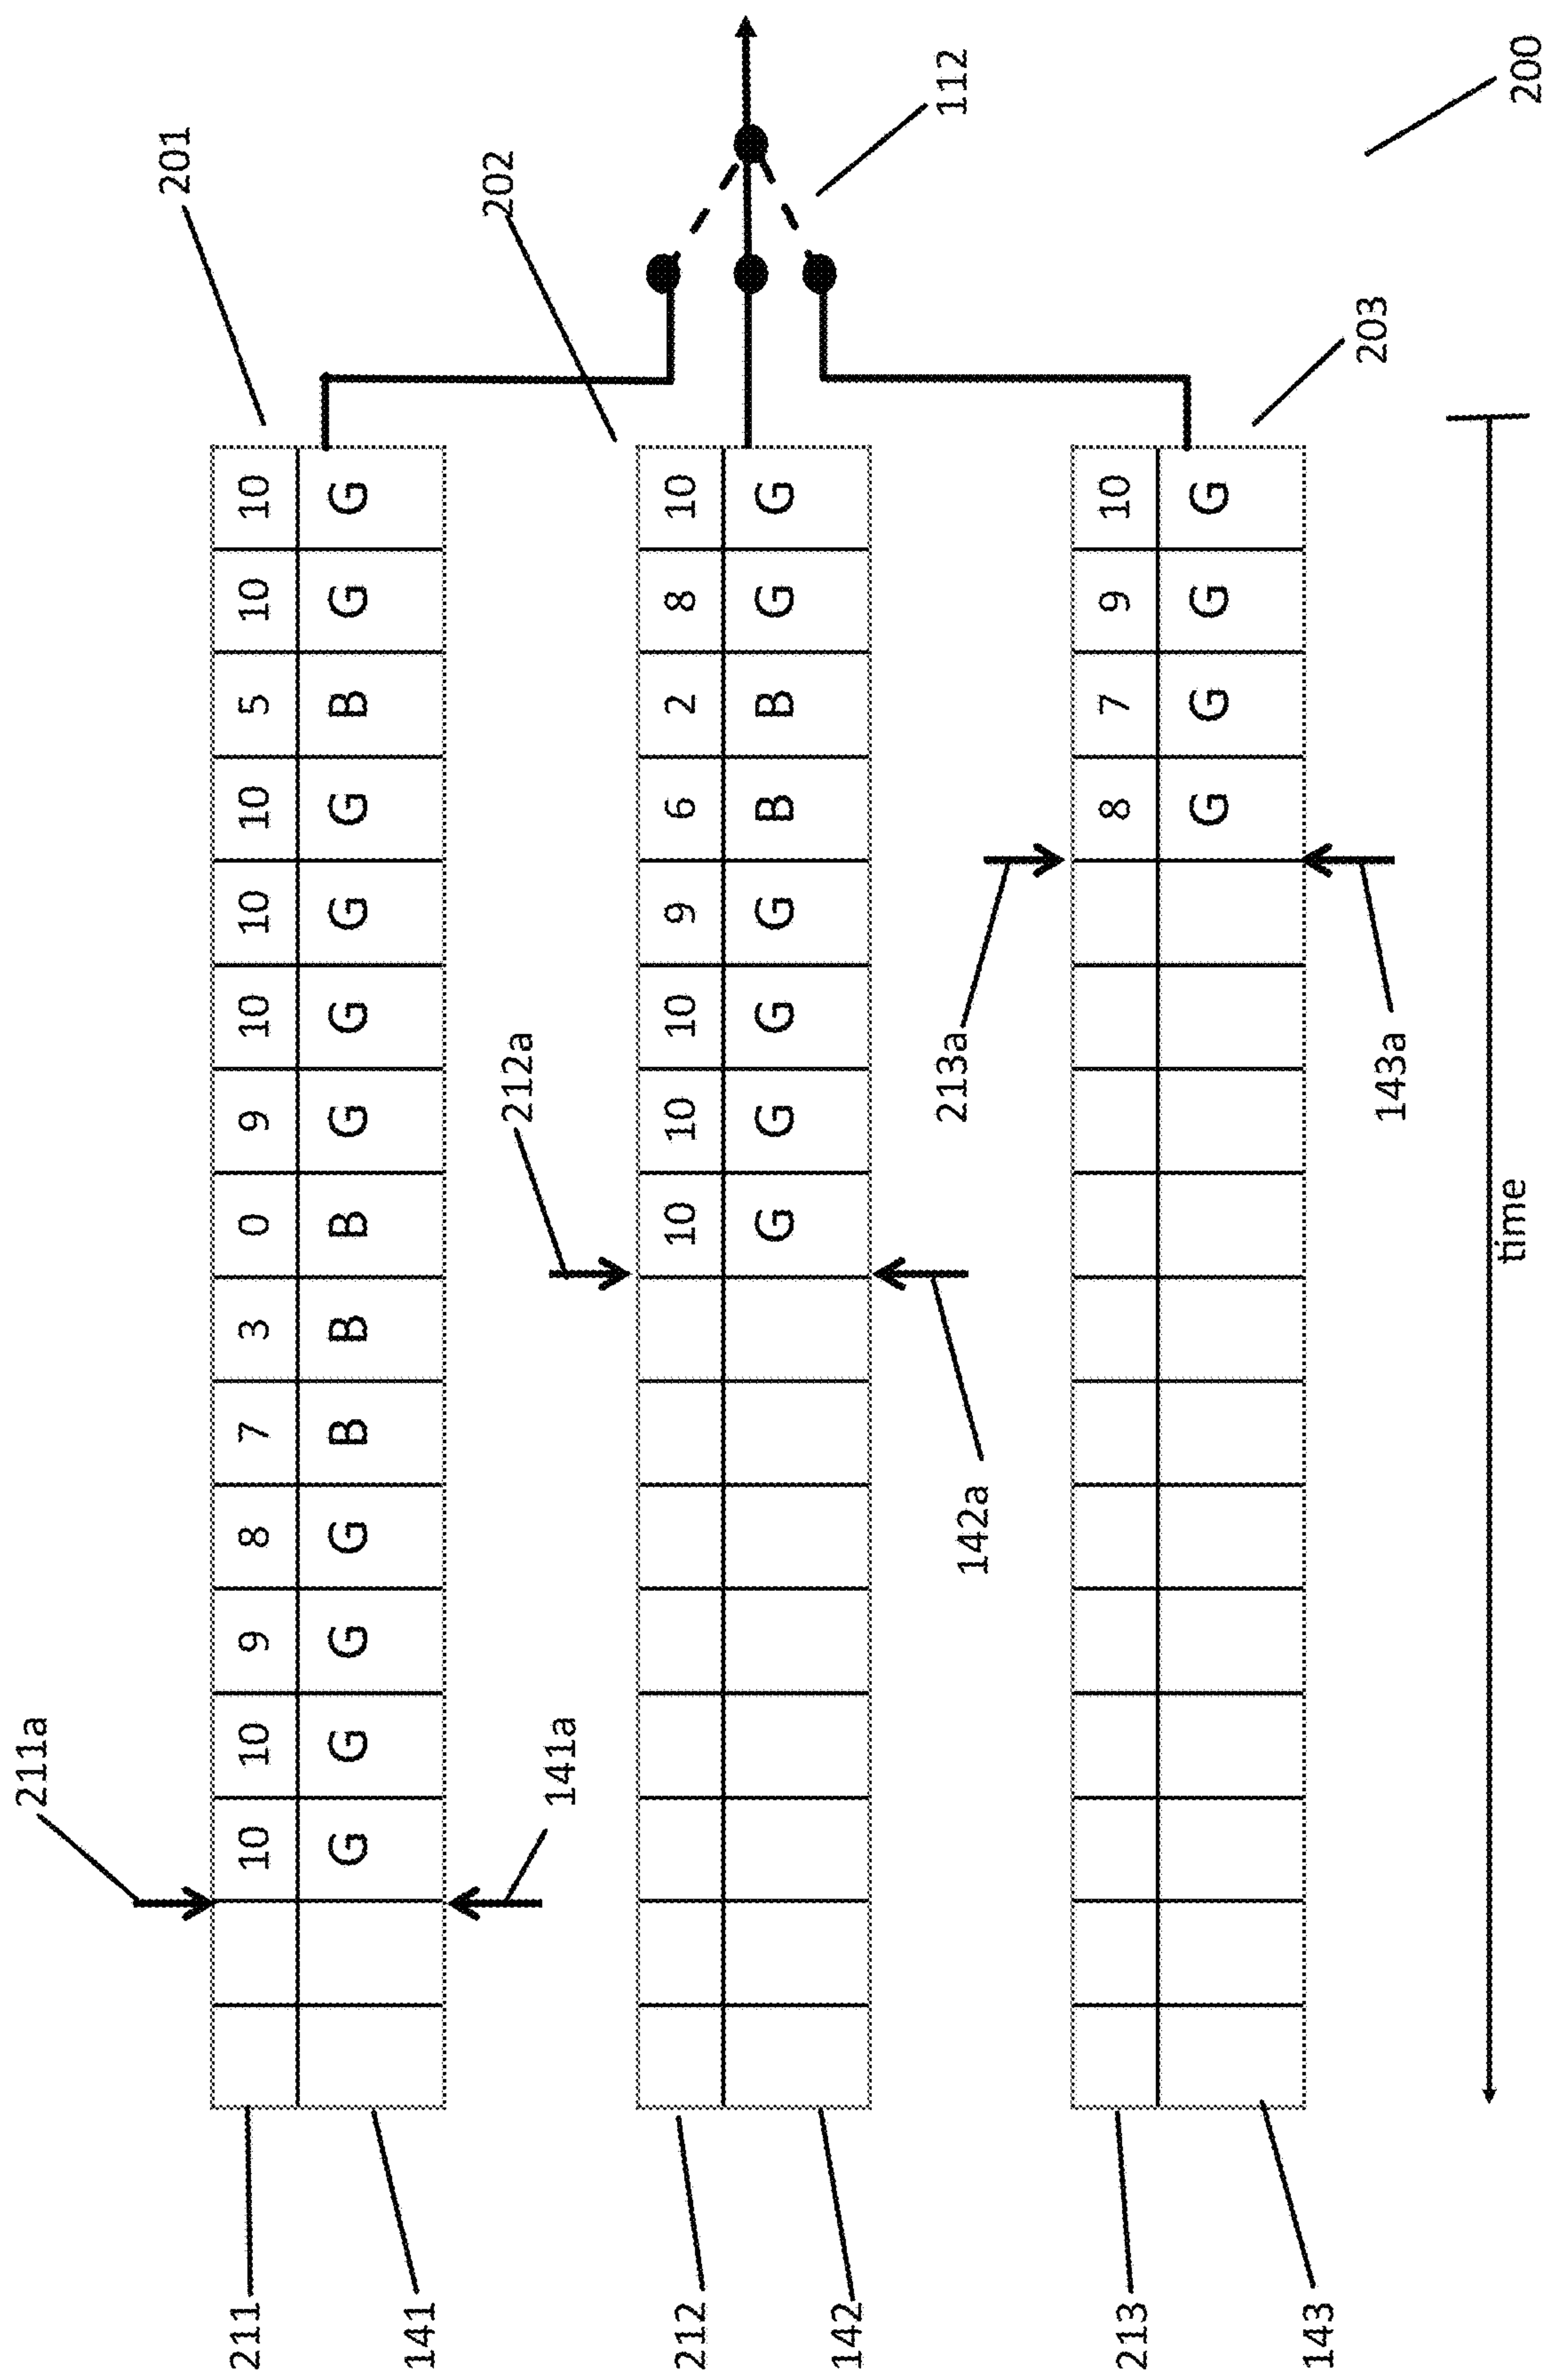 211a
201
211 10 10 9 8 7 3 0 9 10 10 10 5 10 10
G G G G B B B G G G G B G G
141
202
212a
141a
212 10 10 10 9 6 2 8 10
G G G G B B G G
142
112
213a
142a
213 8 7 9 10
G G G G
143
203
143a
time
200